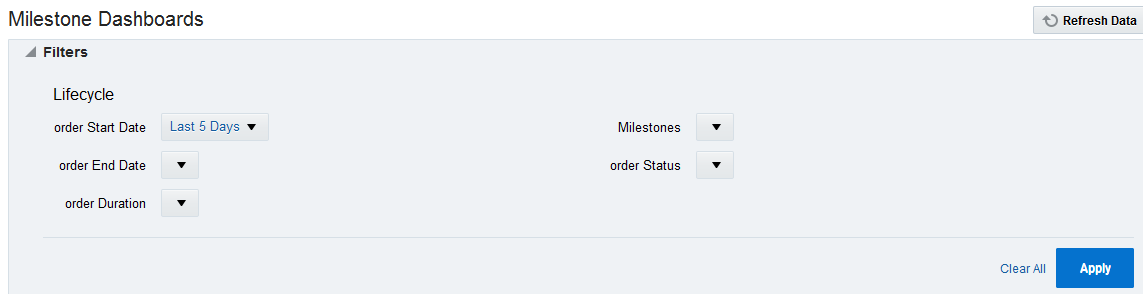 Milestone Dashboards
Refresh Data
Filters
Lifecycle
order Start Date Last 5 Days Milestones
order End Date order Status
order Duration
Clear All Apply